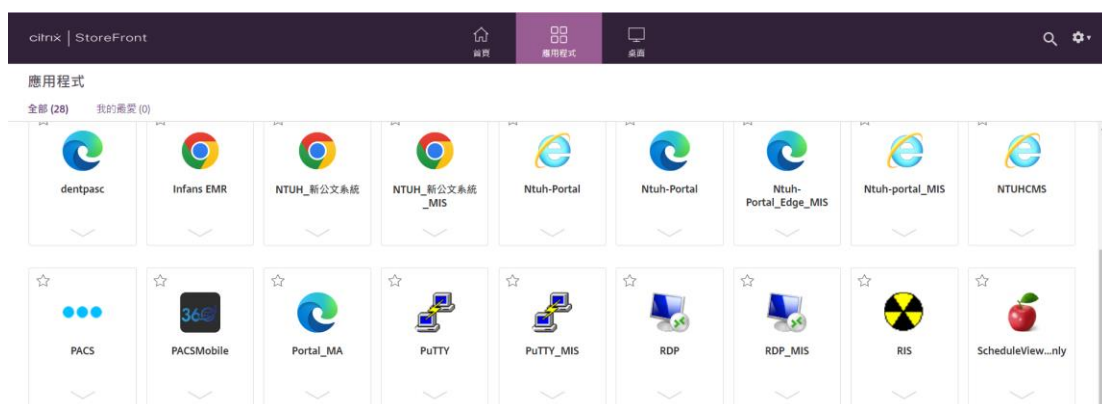 citrix | StoreFront
首頁
應用程式
桌面
應用程式
全部 (28) 我的最愛 (0)
dentpasc
Infans EMR
NTUH_新公文系統
NTUH_新公文系統
_MIS
Ntuh-Portal
Ntuh-Portal
Ntuh-
Portal_Edge_MIS
Ntuh-portal_MIS
NTUHCMS
360
PACS
PACSMobile
Portal_MA
PuTTY
PuTTY_MIS
RDP
RDP_MIS
RIS
ScheduleView...nly